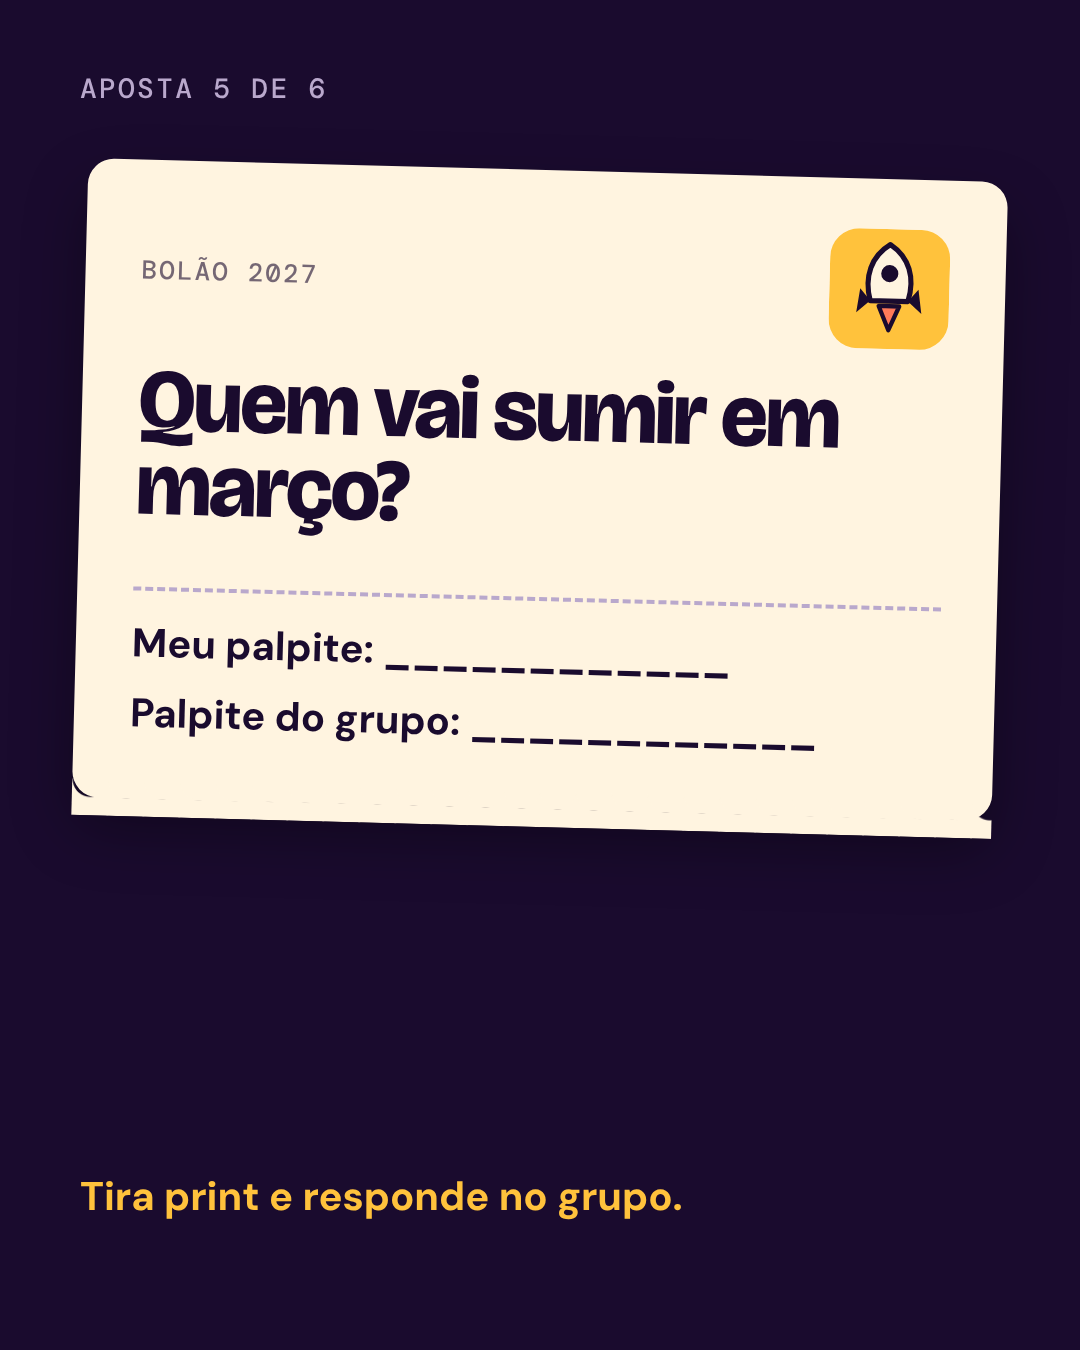 APOSTA 5 DE 6
BOLÃO 2027
Quem vai sumir em
março?
Meu palpite: ____________
Palpite do grupo: ____________
Tira print e responde no grupo.